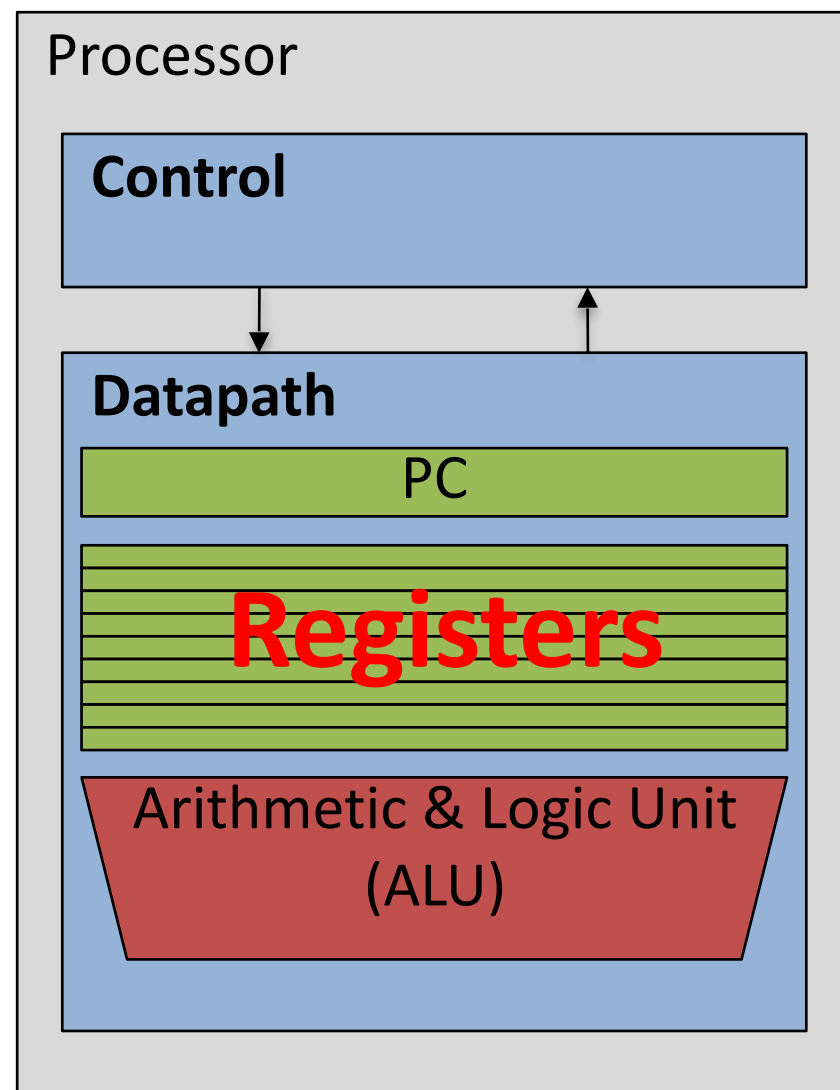 Processor
Control
Datapath
PC
Registers
Arithmetic & Logic Unit
(ALU)